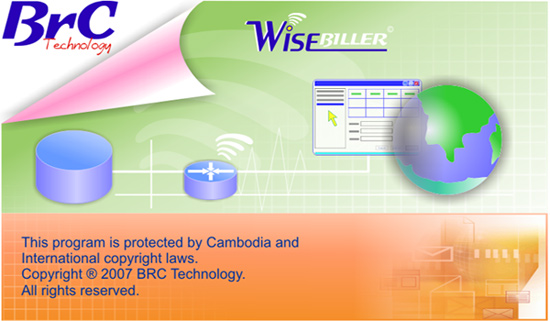 BrC
Technology
WISEBILLER©
This program is protected by Cambodia and
International copyright laws.
Copyright ® 2007 BRC Technology.
All rights reserved.